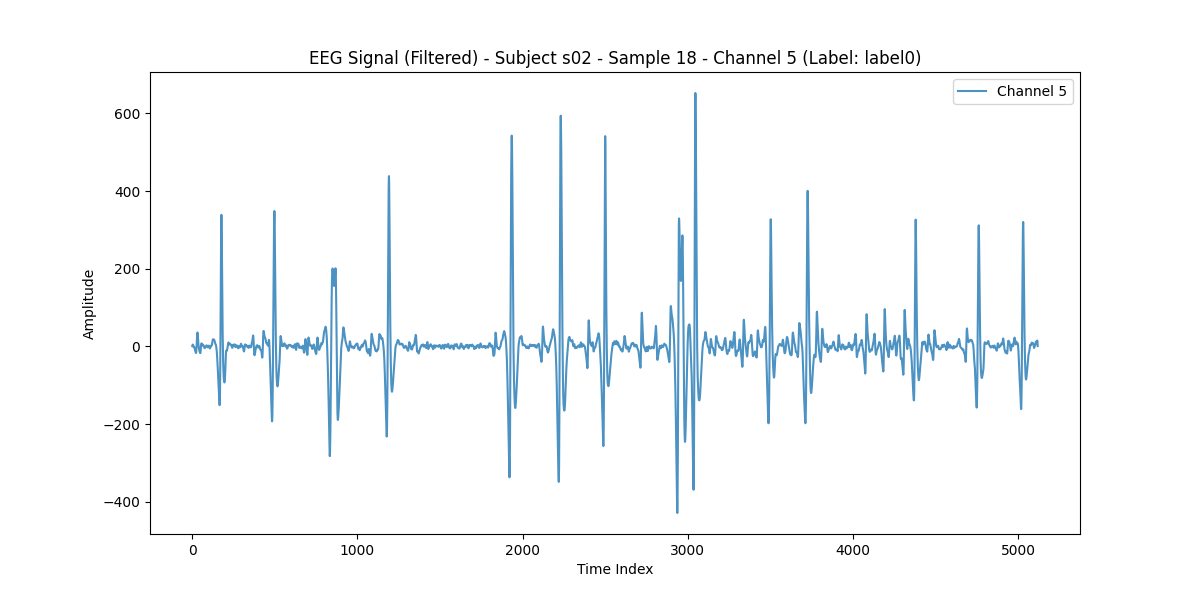 EEG Signal (Filtered) - Subject s02 - Sample 18 - Channel 5 (Label: label0)
Channel 5
600
400
200
0
−200
−400
Amplitude
0 1000 2000 3000 4000 5000
Time Index